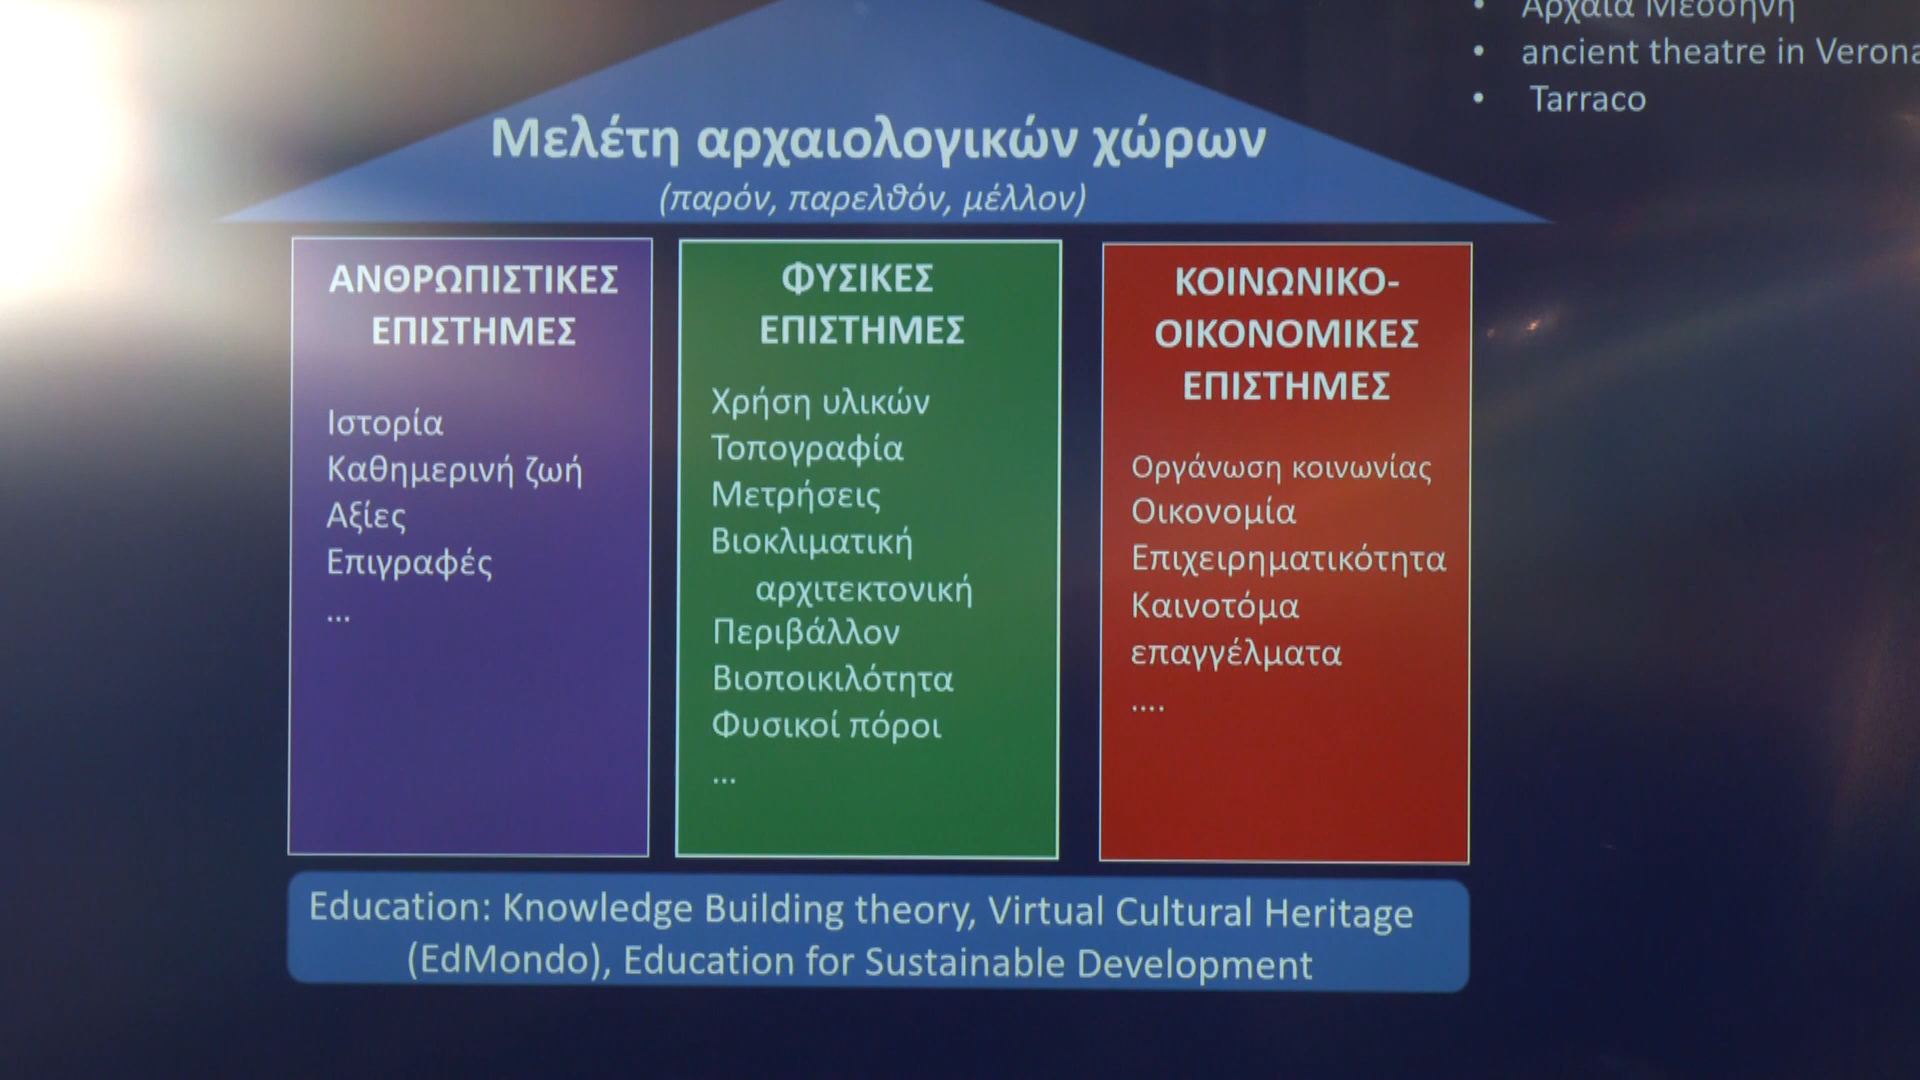 Αρχαία Μεσσήνη
• ancient theatre in Verona
• Tarraco
Μελέτη αρχαιολογικών χώρων
(παρόν, παρελθόν, μέλλον)
ΑΝΘΡΩΠΙΣΤΙΚΕΣ
ΕΠΙΣΤΗΜΕΣ
Ιστορία
Καθημερινή ζωή
Αξίες
Επιγραφές
...
ΦΥΣΙΚΕΣ
ΕΠΙΣΤΗΜΕΣ
Χρήση υλικών
Τοπογραφία
Μετρήσεις
Βιοκλιματική
αρχιτεκτονική
Περιβάλλον
Βιοποικιλότητα
Φυσικοί πόροι
...
ΚΟΙΝΩΝΙΚΟ-
ΟΙΚΟΝΟΜΙΚΕΣ
ΕΠΙΣΤΗΜΕΣ
Οργάνωση κοινωνίας
Οικονομία
Επιχειρηματικότητα
Καινοτόμα
επαγγέλματα
....
Education: Knowledge Building theory, Virtual Cultural Heritage
(EdMondo), Education for Sustainable Development